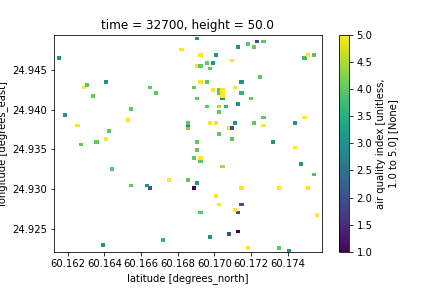 time = 32700, height = 50.0
longitude [degrees_east]
24.945
24.940
24.935
24.930
24.925
60.162 60.164 60.166 60.168 60.170 60.172 60.174
latitude [degrees_north]
5.0
4.5
4.0
3.5
3.0
2.5
2.0
1.5
1.0
air quality index [unitless,
1.0 to 5.0] [None]